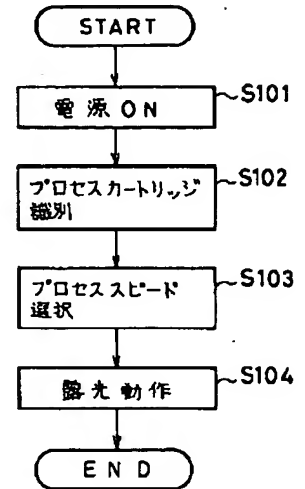 START
電源ON
S101
プロセスカートリッジ
識別
S102
プロセススピード
選択
S103
露光動作
S104
END